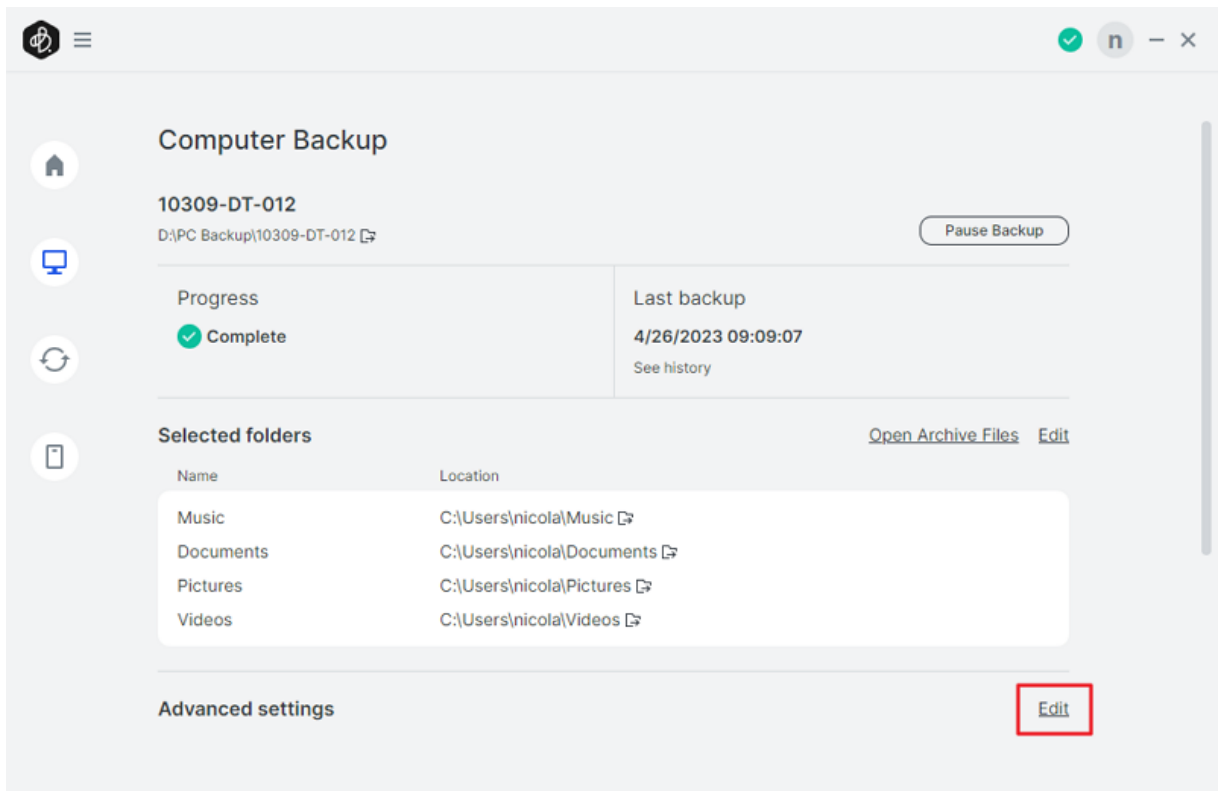 n
Computer Backup
10309-DT-012
D:\PC Backup\10309-DT-012
Pause Backup
Progress
Complete
Last backup
4/26/2023 09:09:07
See history
Selected folders
Open Archive Files Edit
Name Location
Music C:\Users\nicola\Music
Documents C:\Users\nicola\Documents
Pictures C:\Users\nicola\Pictures
Videos C:\Users\nicola\Videos
Advanced settings Edit